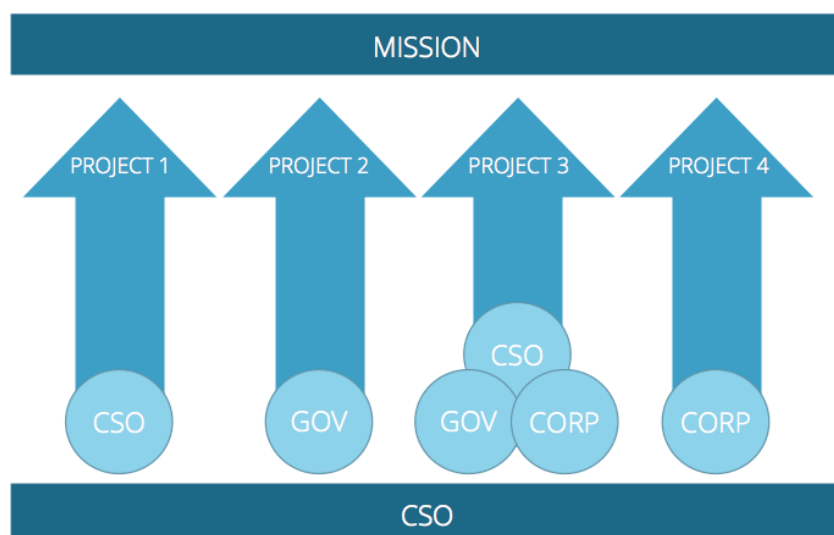 MISSION
PROJECT 1
PROJECT 2
PROJECT 3
PROJECT 4
CSO
CSO
GOV
GOV
CORP
CORP
CSO